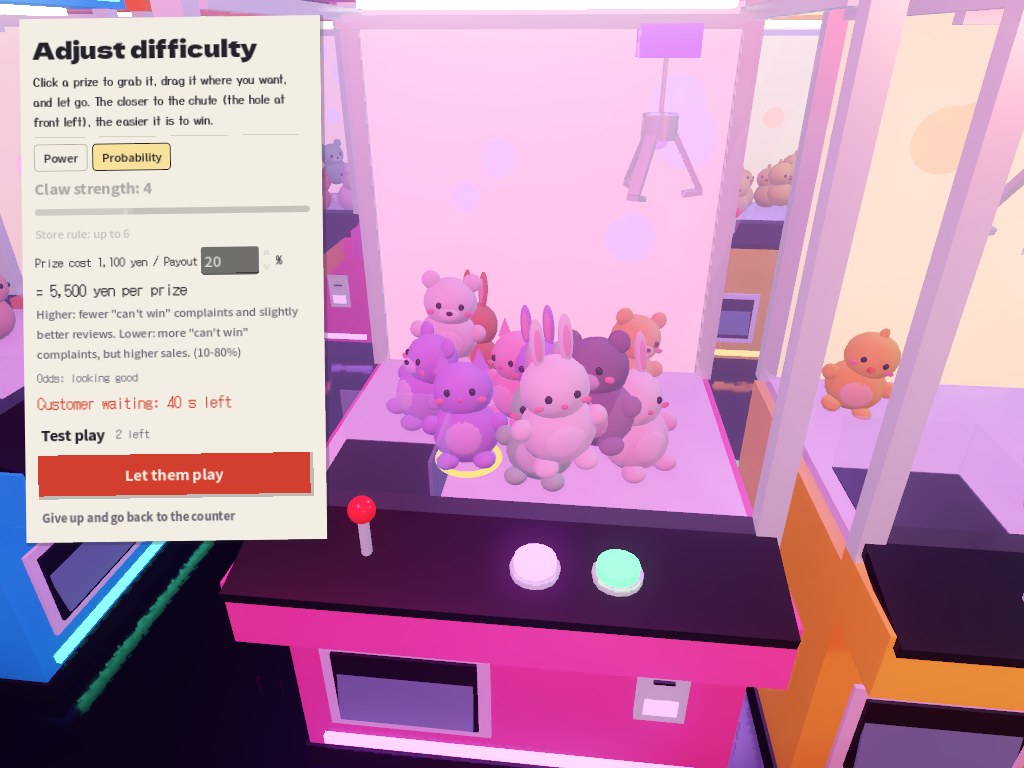 Adjust difficulty
Click a prize to grab it, drag it where you want,
and let go. The closer to the chute (the hole at
front left), the easier it is to win.
Power
Probability
Claw strength: 4
Store rule: up to 6
Prize cost 1,100 yen / Payout 20 %
= 5,500 yen per prize
Higher: fewer "can't win" complaints and slightly
better reviews. Lower: more "can't win"
complaints, but higher sales. (10-80%)
Odds: looking good
Customer waiting: 40 s left
Test play 2 left
Let them play
Give up and go back to the counter